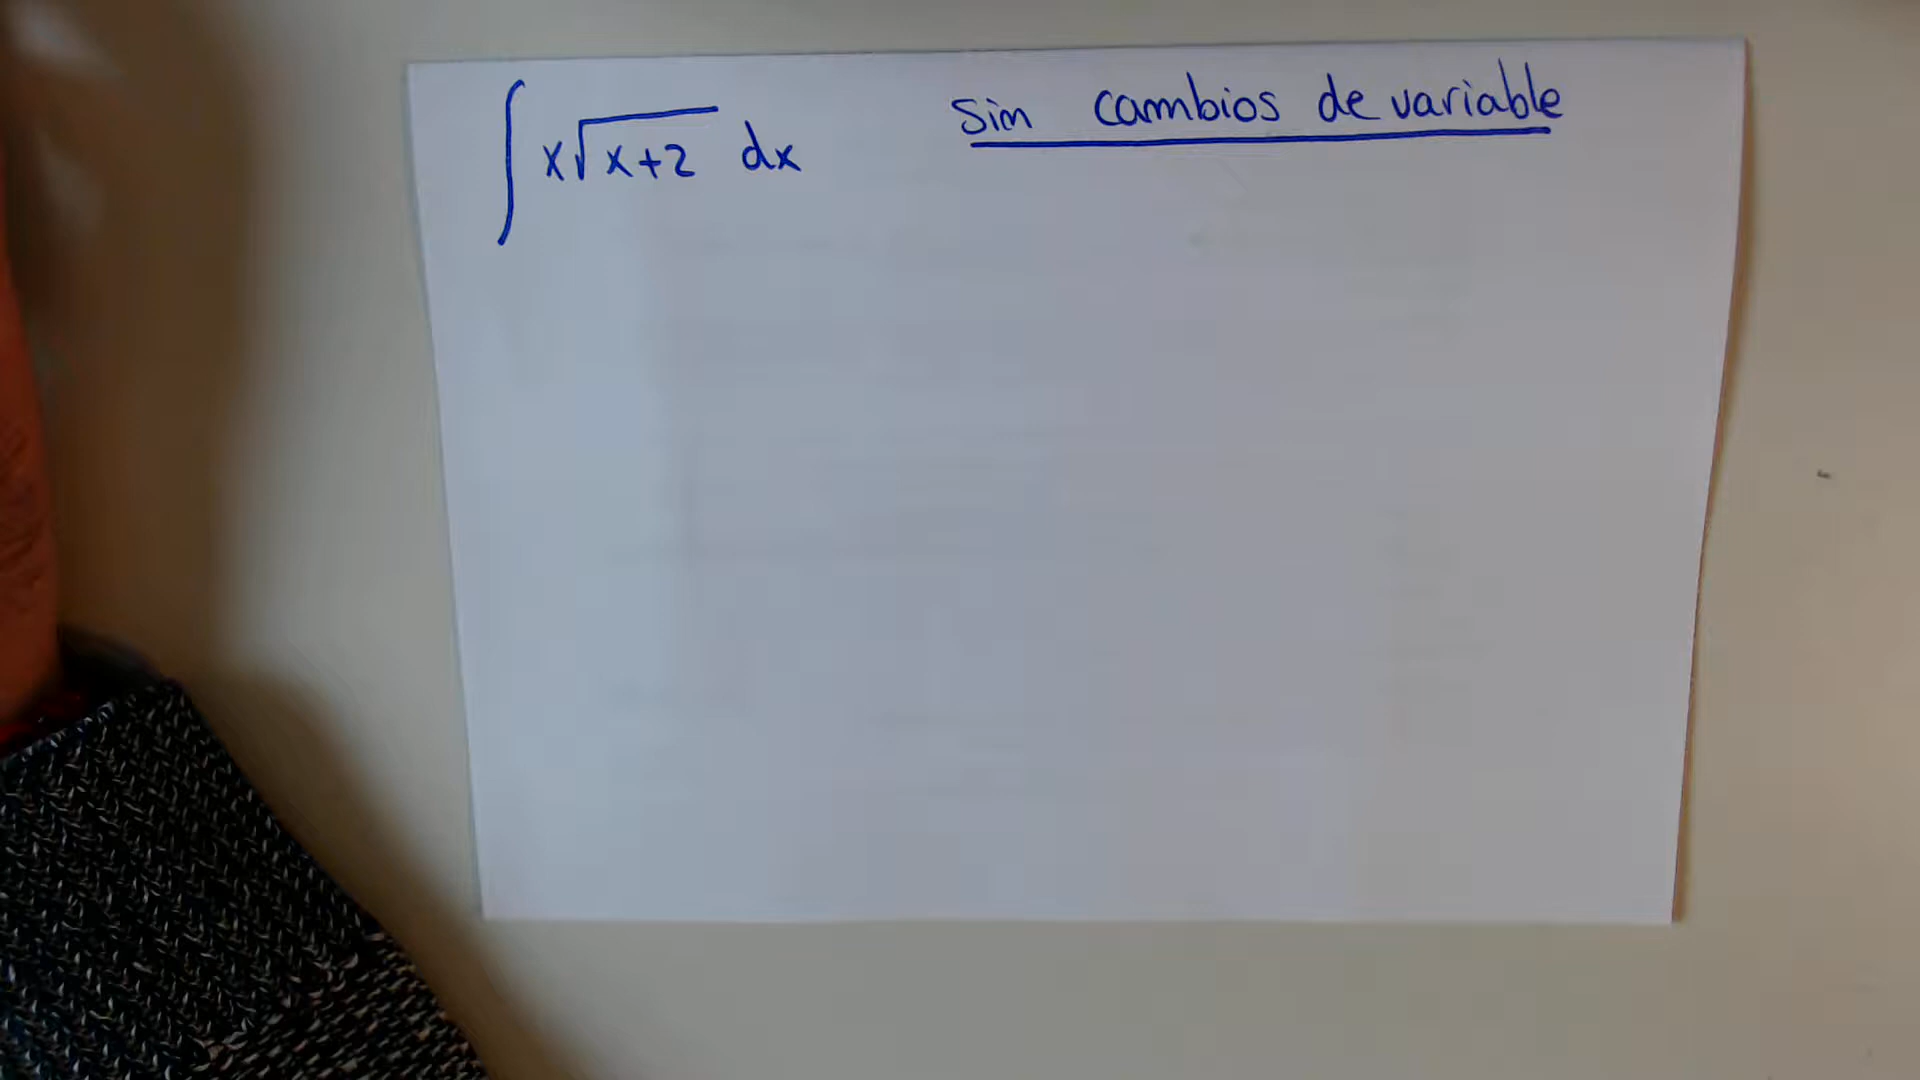 ∫ x√(x+2) dx Sin cambios de variable